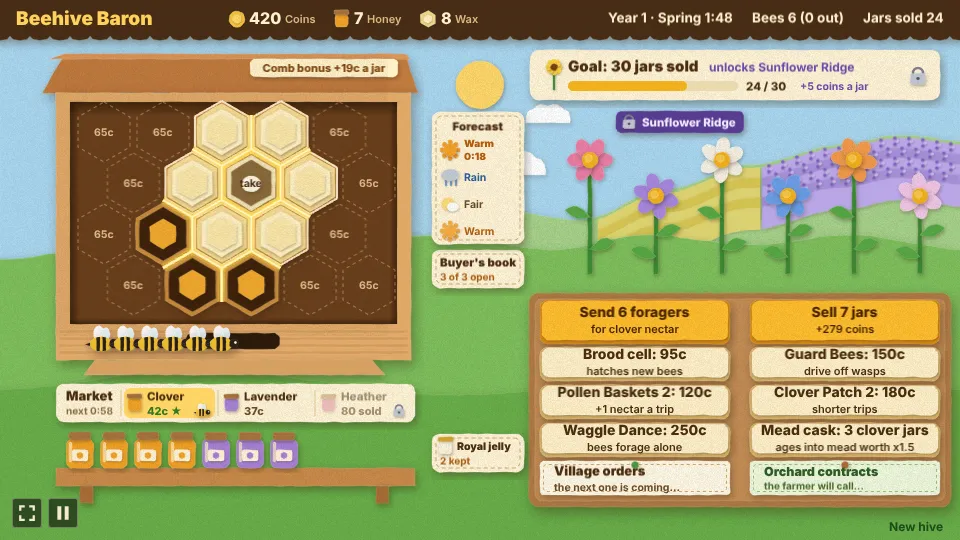 Beehive Baron
420 Coins
7 Honey
8 Wax
Year 1 · Spring 1:48
Bees 6 (0 out)
Jars sold 24
Comb bonus +19c a jar
65c
65c
65c
65c
take
65c
65c
65c
65c
65c
65c
Forecast
Warm
0:18
Rain
Fair
Warm
Buyer's book
3 of 3 open
Goal: 30 jars sold unlocks Sunflower Ridge
24 / 30 +5 coins a jar
Sunflower Ridge
Send 6 foragers
for clover nectar
Sell 7 jars
+279 coins
Brood cell: 95c
hatches new bees
Guard Bees: 150c
drive off wasps
Pollen Baskets 2: 120c
+1 nectar a trip
Clover Patch 2: 180c
shorter trips
Waggle Dance: 250c
bees forage alone
Mead cask: 3 clover jars
ages into mead worth x1.5
Village orders
the next one is coming...
Orchard contracts
the farmer will call...
Market
next 0:58
Clover
42c ★
Lavender
37c
Heather
80 sold
Royal jelly
2 kept
New hive